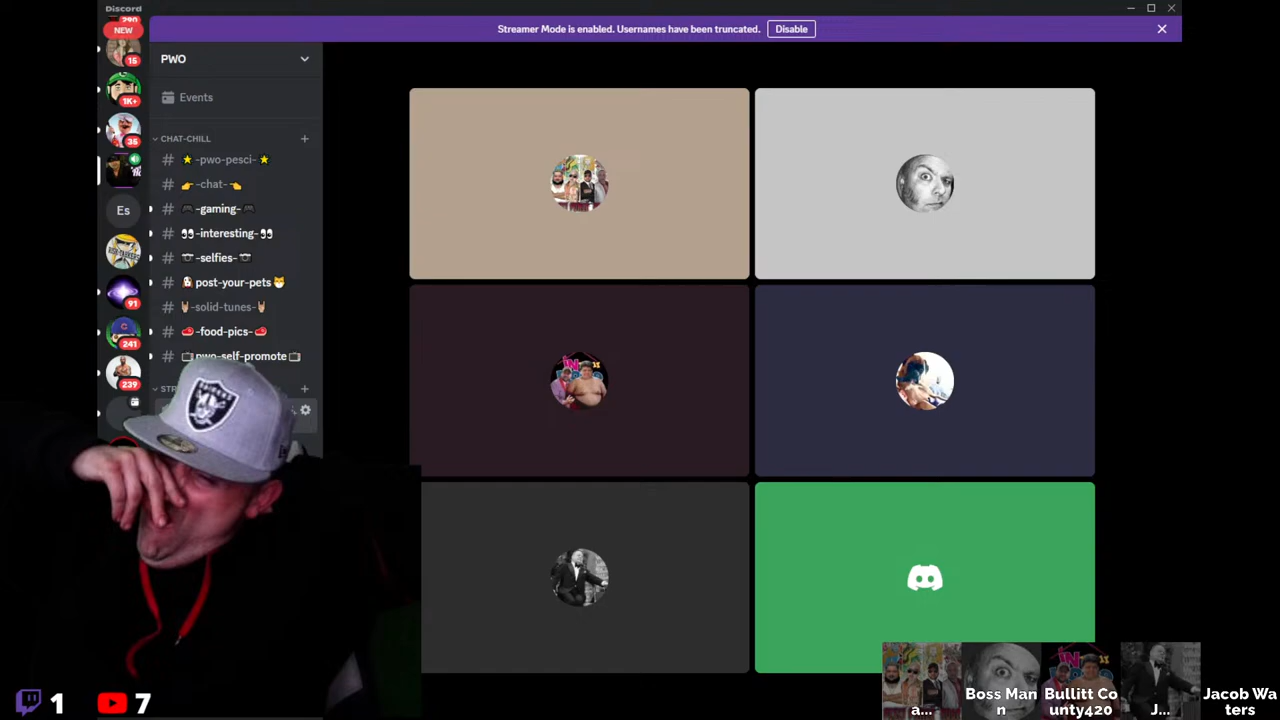 Discord
290
NEW
Streamer Mode is enabled. Usernames have been truncated.
Disable
15
PWO
1K+
Events
35
CHAT-CHILL
-pwo-pesci-
-chat-
Es
-gaming-
-interesting-
-selfies-
post-your-pets
91
-solid-tunes-
241
-food-pics-
pwo-self-promote
239
ST
1
7
a...
Boss Man
n
Bullitt Co
unty420
J...
Jacob Wa
ters